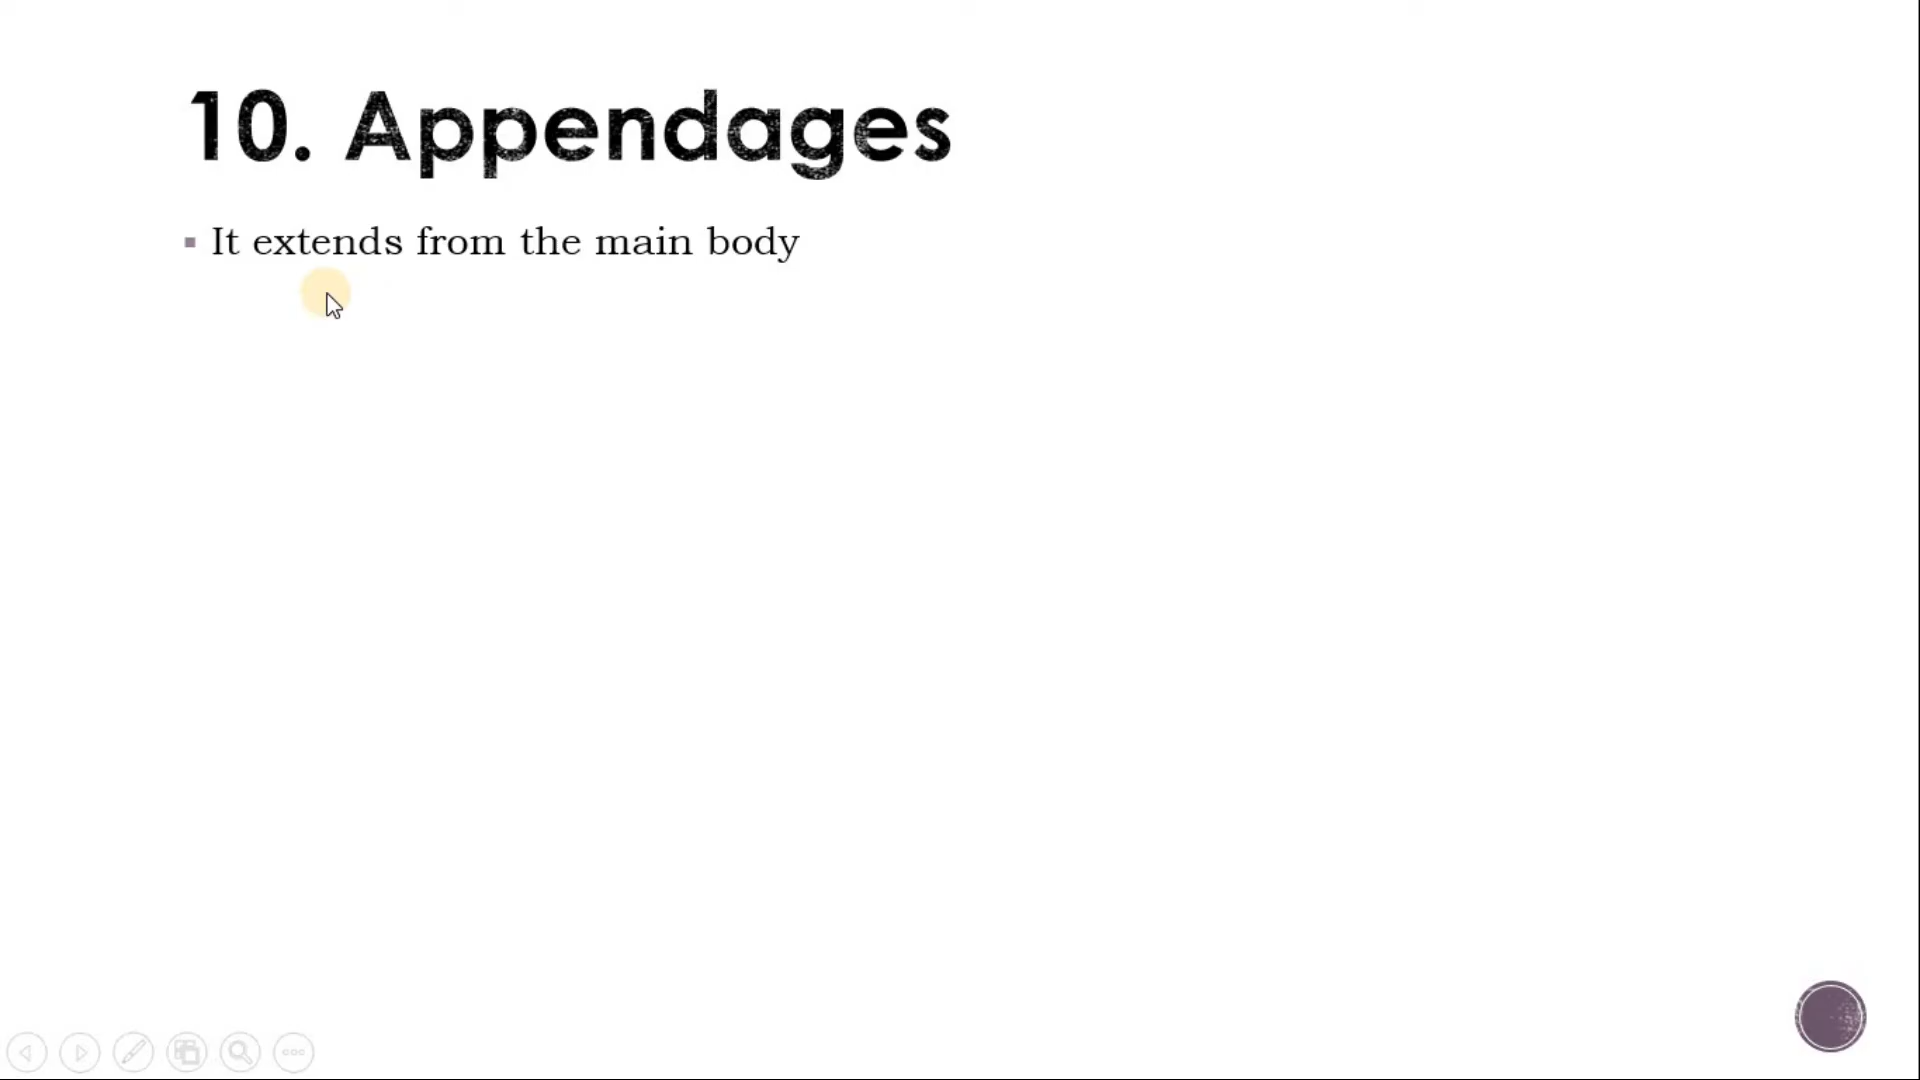 10. Appendages
It extends from the main body